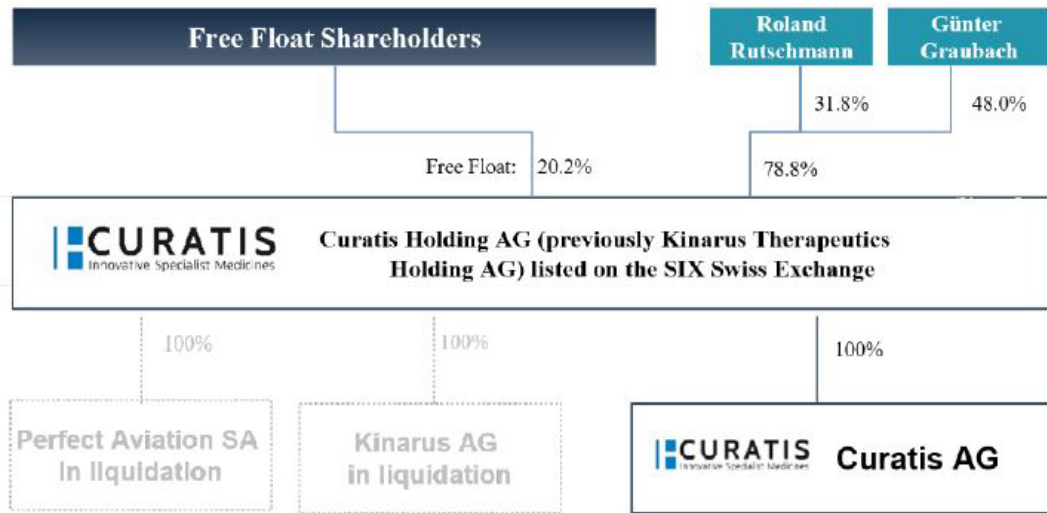 Free Float Shareholders
Roland
Rutschmann
Günter
Graubach
31.8%
48.0%
Free Float: 20.2%
78.8%
CURATIS
Innovative Specialist Medicines
Curatis Holding AG (previously Kinarus Therapeutics
Holding AG) listed on the SIX Swiss Exchange
100%
100%
100%
Perfect Aviation SA
In liquidation
Kinarus AG
in liquidation
CURATIS
Innovative Specialist Medicines
Curatis AG